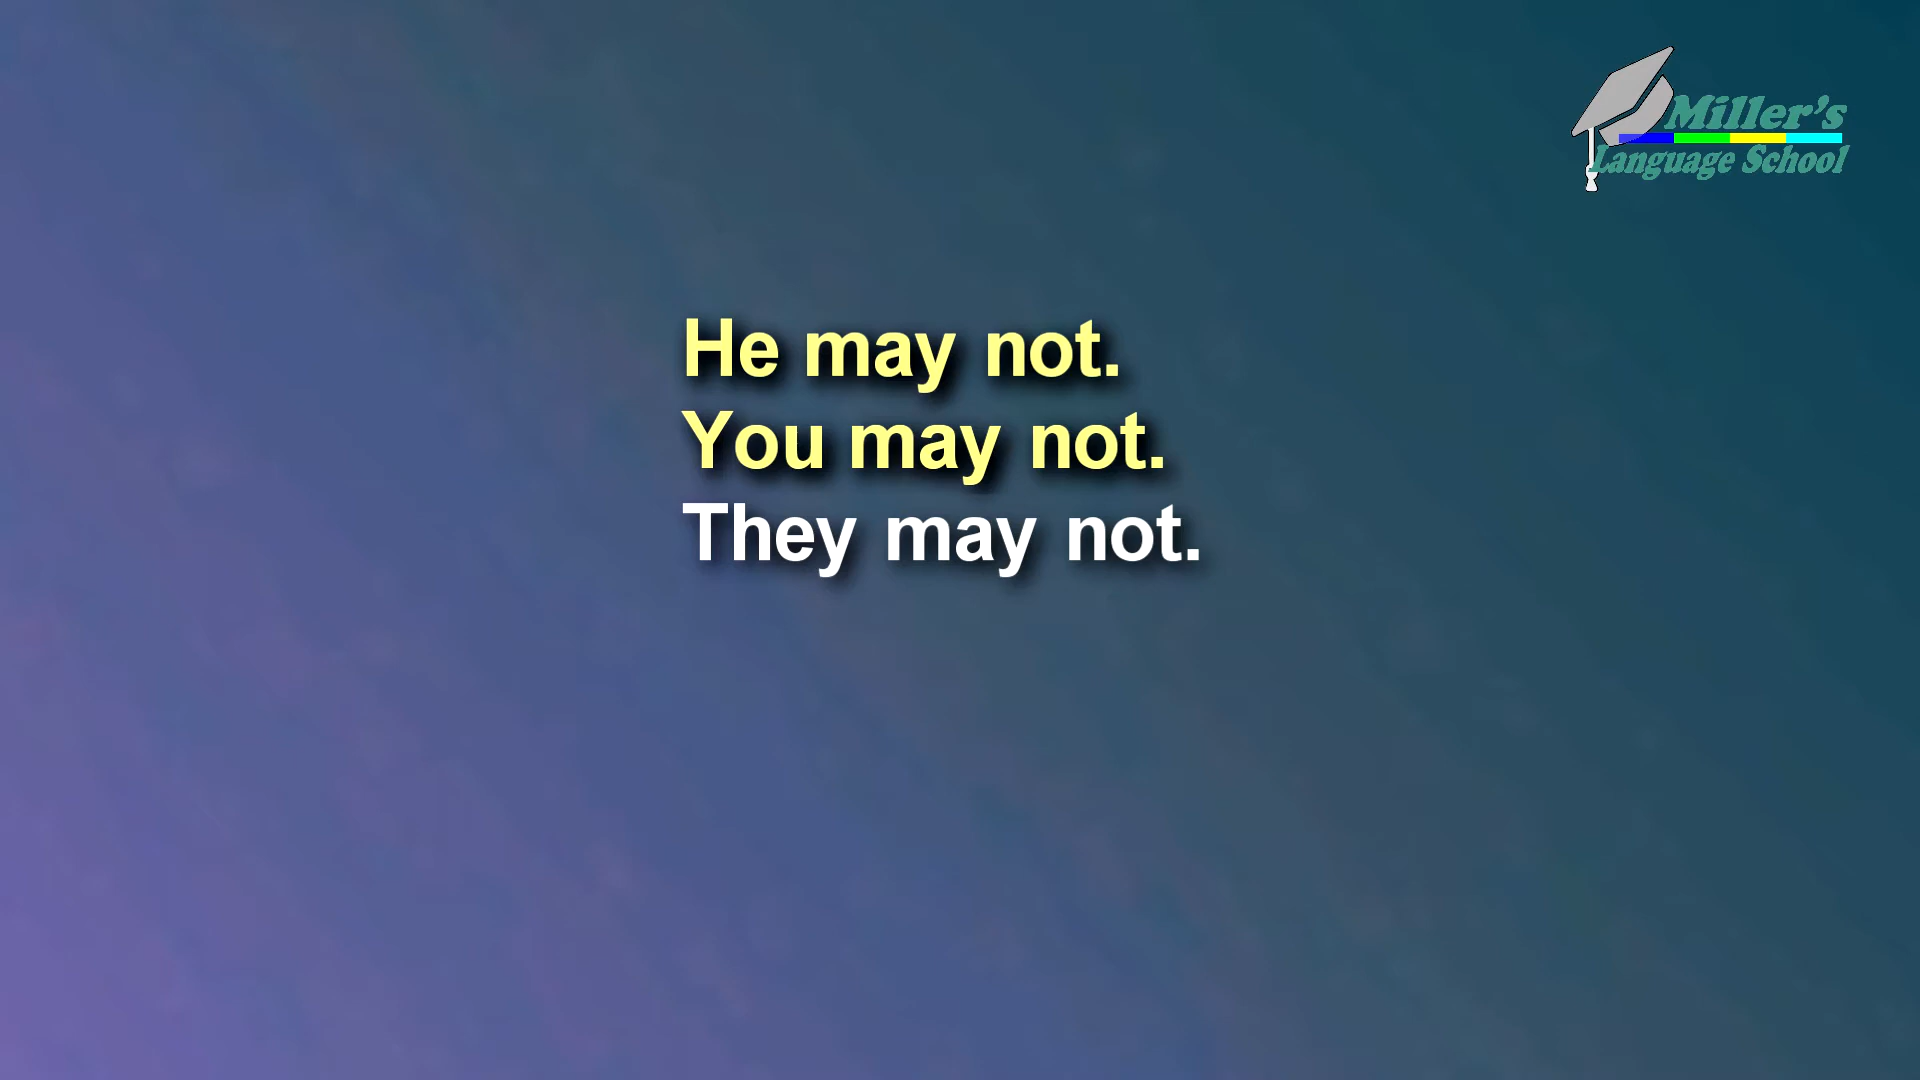 Miller's
Language School
He may not.
You may not.
They may not.